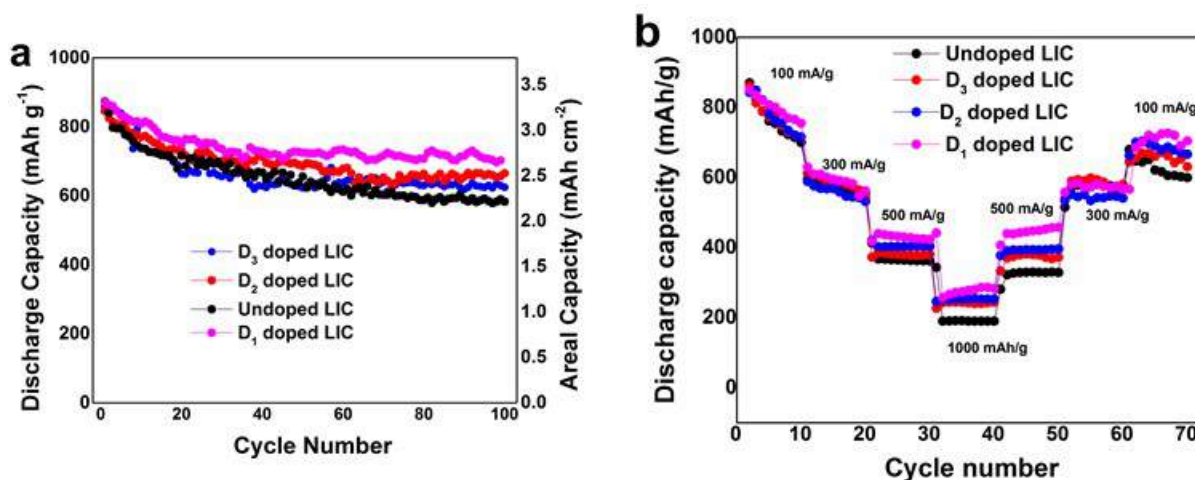 a
1000
800
600
400
200
0
Discharge Capacity (mAh g⁻¹)
3.5
3.0
2.5
2.0
1.5
1.0
0.5
0.0
Areal Capacity (mAh cm⁻²)
D₃ doped LIC
D₂ doped LIC
Undoped LIC
D₁ doped LIC
0 20 40 60 80 100
Cycle Number
b
1000
800
600
400
200
0
Discharge capacity (mAh/g)
Undoped LIC
D₃ doped LIC
D₂ doped LIC
D₁ doped LIC
100 mA/g
300 mA/g
500 mA/g
1000 mAh/g
500 mA/g
300 mA/g
100 mA/g
0 10 20 30 40 50 60 70
Cycle number